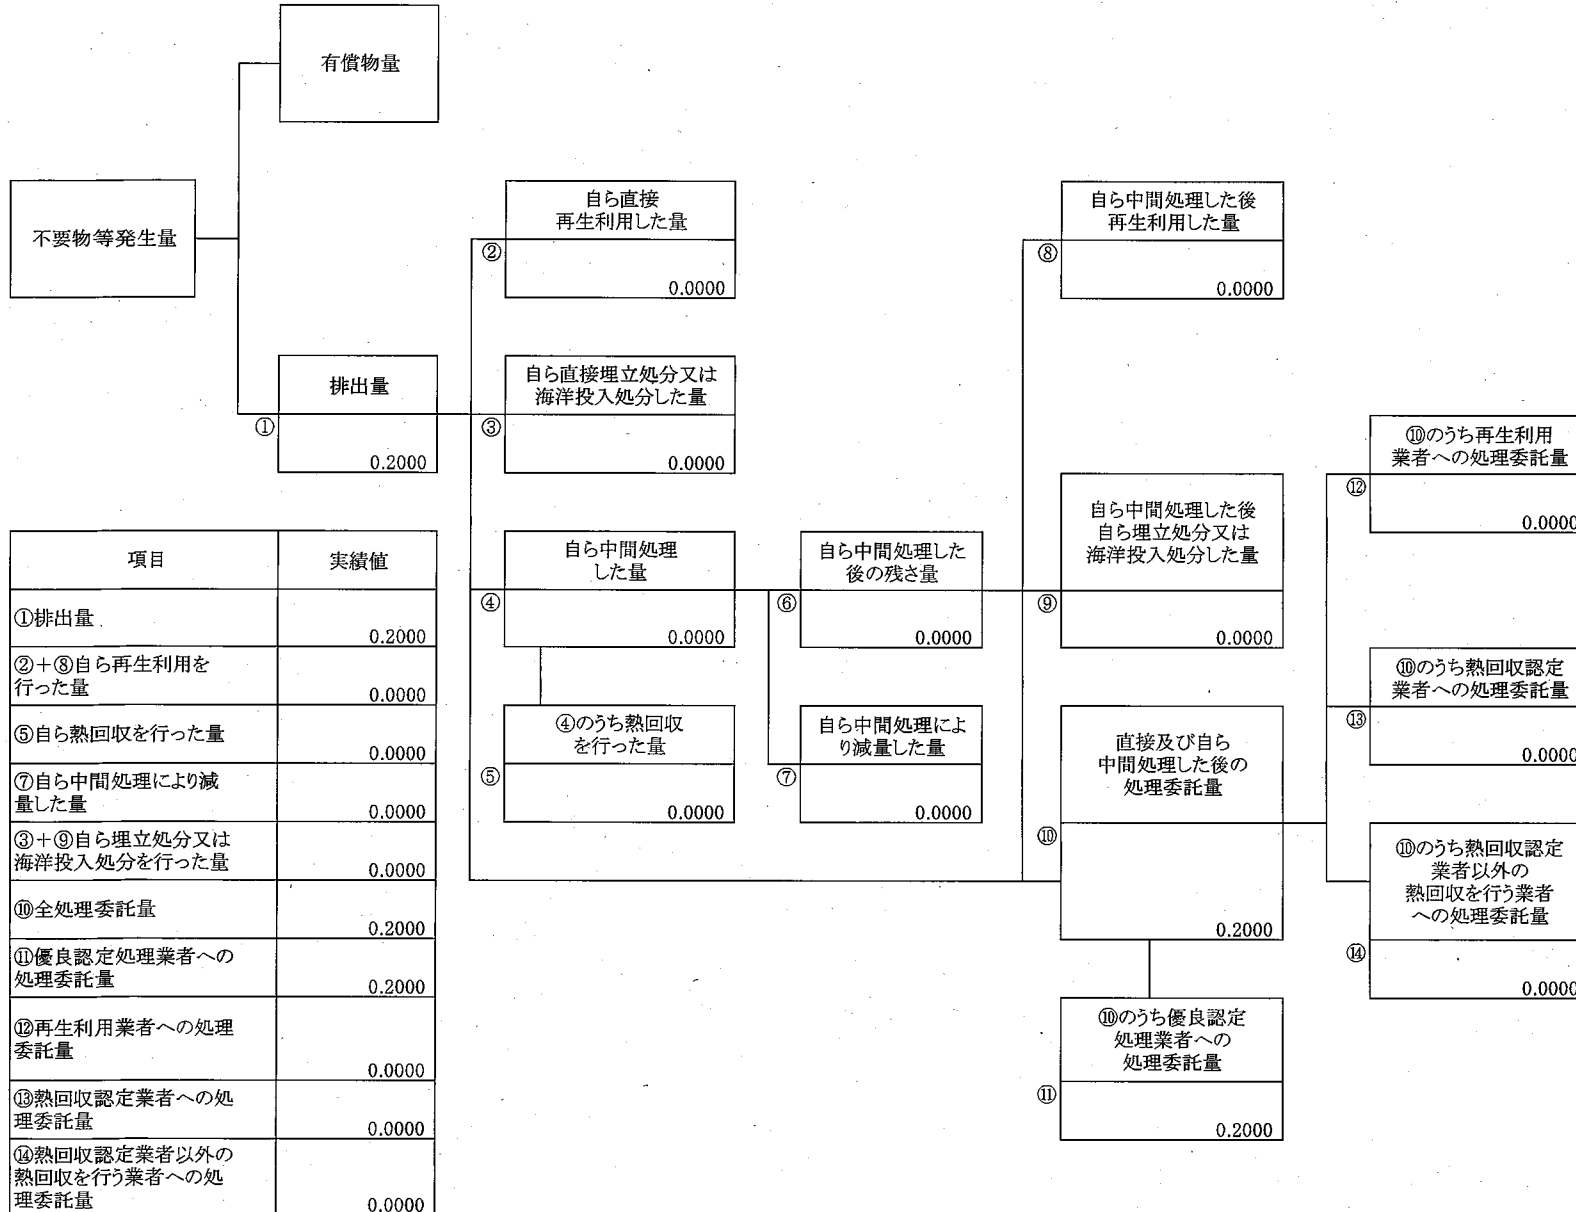 有償物量
不要物等発生量
自ら直接
再生利用した量
②
0.0000
自ら中間処理した後
再生利用した量
⑧
0.0000
排出量
①
0.2000
自ら直接埋立処分又は
海洋投入処分した量
③
0.0000
⑩のうち再生利用
業者への処理委託量
⑫
0.0000
自ら中間処理
した量
④
0.0000
自ら中間処理した
後の残さ量
⑥
0.0000
自ら中間処理した後
自ら埋立処分又は
海洋投入処分した量
⑨
0.0000
⑩のうち熱回収認定
業者への処理委託量
⑬
0.0000
④のうち熱回収
を行った量
⑤
0.0000
自ら中間処理によ
り減量した量
⑦
0.0000
直接及び自ら
中間処理した後の
処理委託量
⑩
0.2000
⑩のうち熱回収認定
業者以外の
熱回収を行う業者
への処理委託量
⑭
0.0000
⑩のうち優良認定
処理業者への
処理委託量
⑪
0.2000
項目 実績値
①排出量
0.2000
②+⑧自ら再生利用を
行った量
0.0000
⑤自ら熱回収を行った量
0.0000
⑦自ら中間処理により減
量した量
0.0000
③+⑨自ら埋立処分又は
海洋投入処分を行った量
0.0000
⑩全処理委託量
0.2000
⑪優良認定処理業者への
処理委託量
0.2000
⑫再生利用業者への処理
委託量
0.0000
⑬熱回収認定業者への処
理委託量
0.0000
⑭熱回収認定業者以外の
熱回収を行う業者への処
理委託量
0.0000